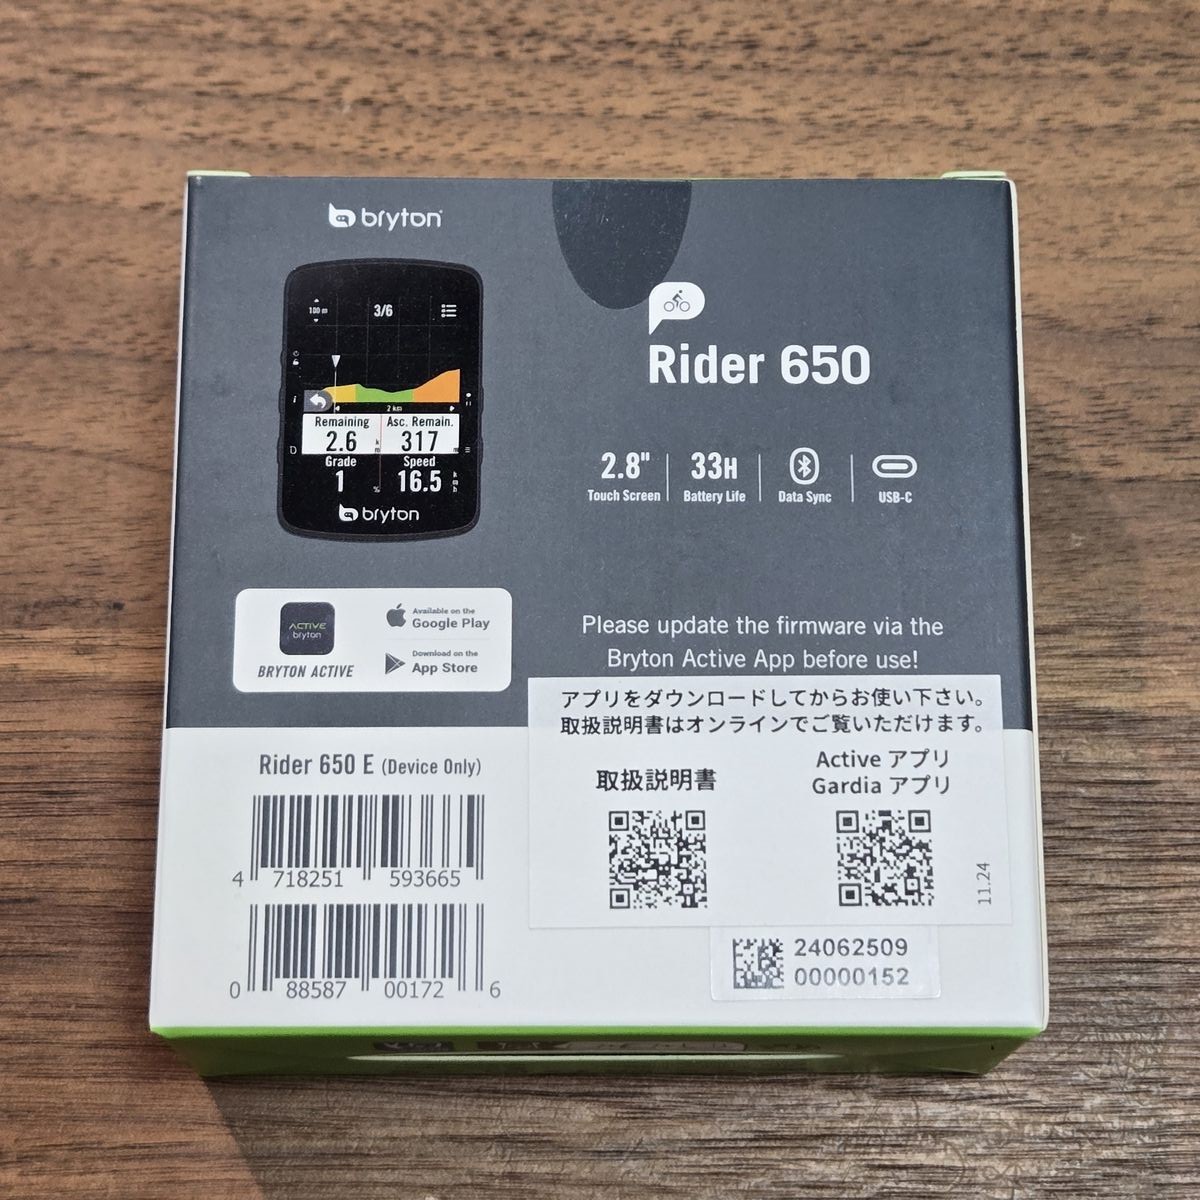 bryton
100 m
3/6
2 km
Remaining
Asc. Remain.
2.6 km
317 m
Grade
Speed
1 %
16.5 kmh
bryton
Rider 650
2.8"
33H
Touch Screen
Battery Life
Data Sync
USB-C
ACTIVE
bryton
BRYTON ACTIVE
Available on the
Google Play
Download on the
App Store
Please update the firmware via the
Bryton Active App before use!
アプリをダウンロードしてからお使い下さい。
取扱説明書はオンラインでご覧いただけます。
取扱説明書
Active アプリ
Gardia アプリ
11.24
Rider 650 E (Device Only)
4 718251 593665
0 88587 00172 6
24062509
00000152